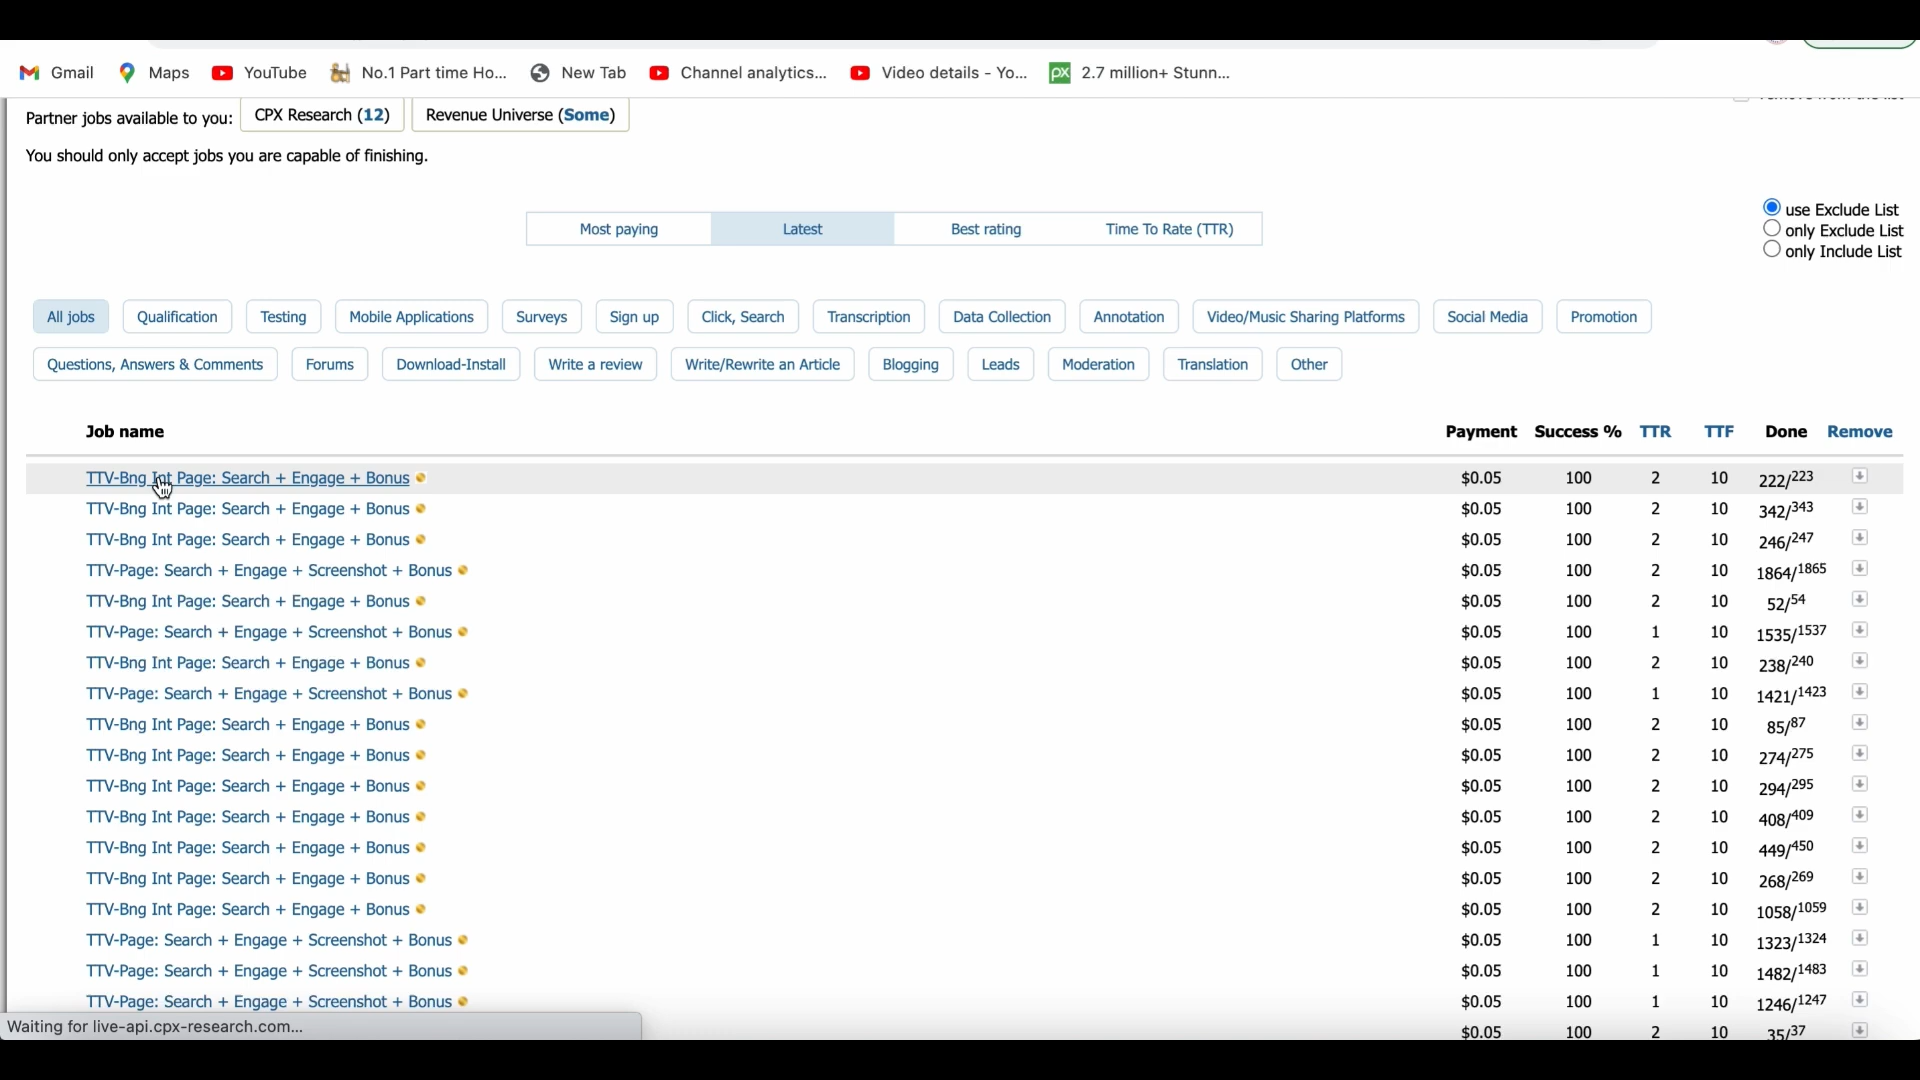 Gmail Maps YouTube No.1 Part time Ho... New Tab Channel analytics... Video details - Yo... 2.7 million+ Stunn...
Partner jobs available to you: CPX Research (12) Revenue Universe (Some)
You should only accept jobs you are capable of finishing.
Most paying Latest Best rating Time To Rate (TTR)
use Exclude List
only Exclude List
only Include List
All jobs Qualification Testing Mobile Applications Surveys Sign up Click, Search Transcription Data Collection Annotation Video/Music Sharing Platforms Social Media Promotion
Questions, Answers & Comments Forums Download-Install Write a review Write/Rewrite an Article Blogging Leads Moderation Translation Other
Job name Payment Success % TTR TTF Done Remove
TTV-Bng Int Page: Search + Engage + Bonus $0.05 100 2 10 222/223
TTV-Bng Int Page: Search + Engage + Bonus $0.05 100 2 10 342/343
TTV-Bng Int Page: Search + Engage + Bonus $0.05 100 2 10 246/247
TTV-Page: Search + Engage + Screenshot + Bonus $0.05 100 2 10 1864/1865
TTV-Bng Int Page: Search + Engage + Bonus $0.05 100 2 10 52/54
TTV-Page: Search + Engage + Screenshot + Bonus $0.05 100 1 10 1535/1537
TTV-Bng Int Page: Search + Engage + Bonus $0.05 100 2 10 238/240
TTV-Page: Search + Engage + Screenshot + Bonus $0.05 100 1 10 1421/1423
TTV-Bng Int Page: Search + Engage + Bonus $0.05 100 2 10 85/87
TTV-Bng Int Page: Search + Engage + Bonus $0.05 100 2 10 274/275
TTV-Bng Int Page: Search + Engage + Bonus $0.05 100 2 10 294/295
TTV-Bng Int Page: Search + Engage + Bonus $0.05 100 2 10 408/409
TTV-Bng Int Page: Search + Engage + Bonus $0.05 100 2 10 449/450
TTV-Bng Int Page: Search + Engage + Bonus $0.05 100 2 10 268/269
TTV-Bng Int Page: Search + Engage + Bonus $0.05 100 2 10 1058/1059
TTV-Page: Search + Engage + Screenshot + Bonus $0.05 100 1 10 1323/1324
TTV-Page: Search + Engage + Screenshot + Bonus $0.05 100 1 10 1482/1483
TTV-Page: Search + Engage + Screenshot + Bonus $0.05 100 1 10 1246/1247
Waiting for live-api.cpx-research.com...
$0.05 100 2 10 35/37